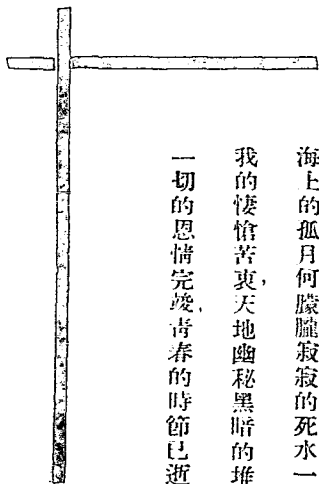 海上的孤月何朦朧寂寂的死水一
我的悽愴苦衷,天地幽秘黑暗的堆
一切的恩情完竣,青春的時節已逝